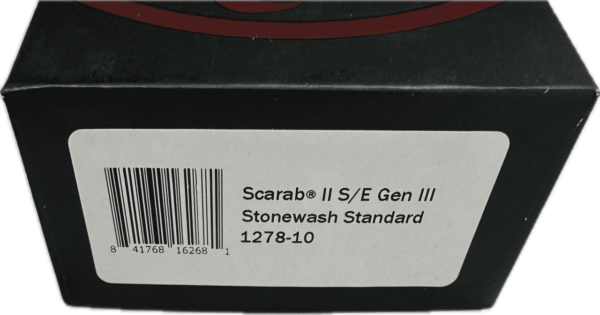 Scarab® II S/E Gen III
Stonewash Standard
1278-10
8 41768 16268 1